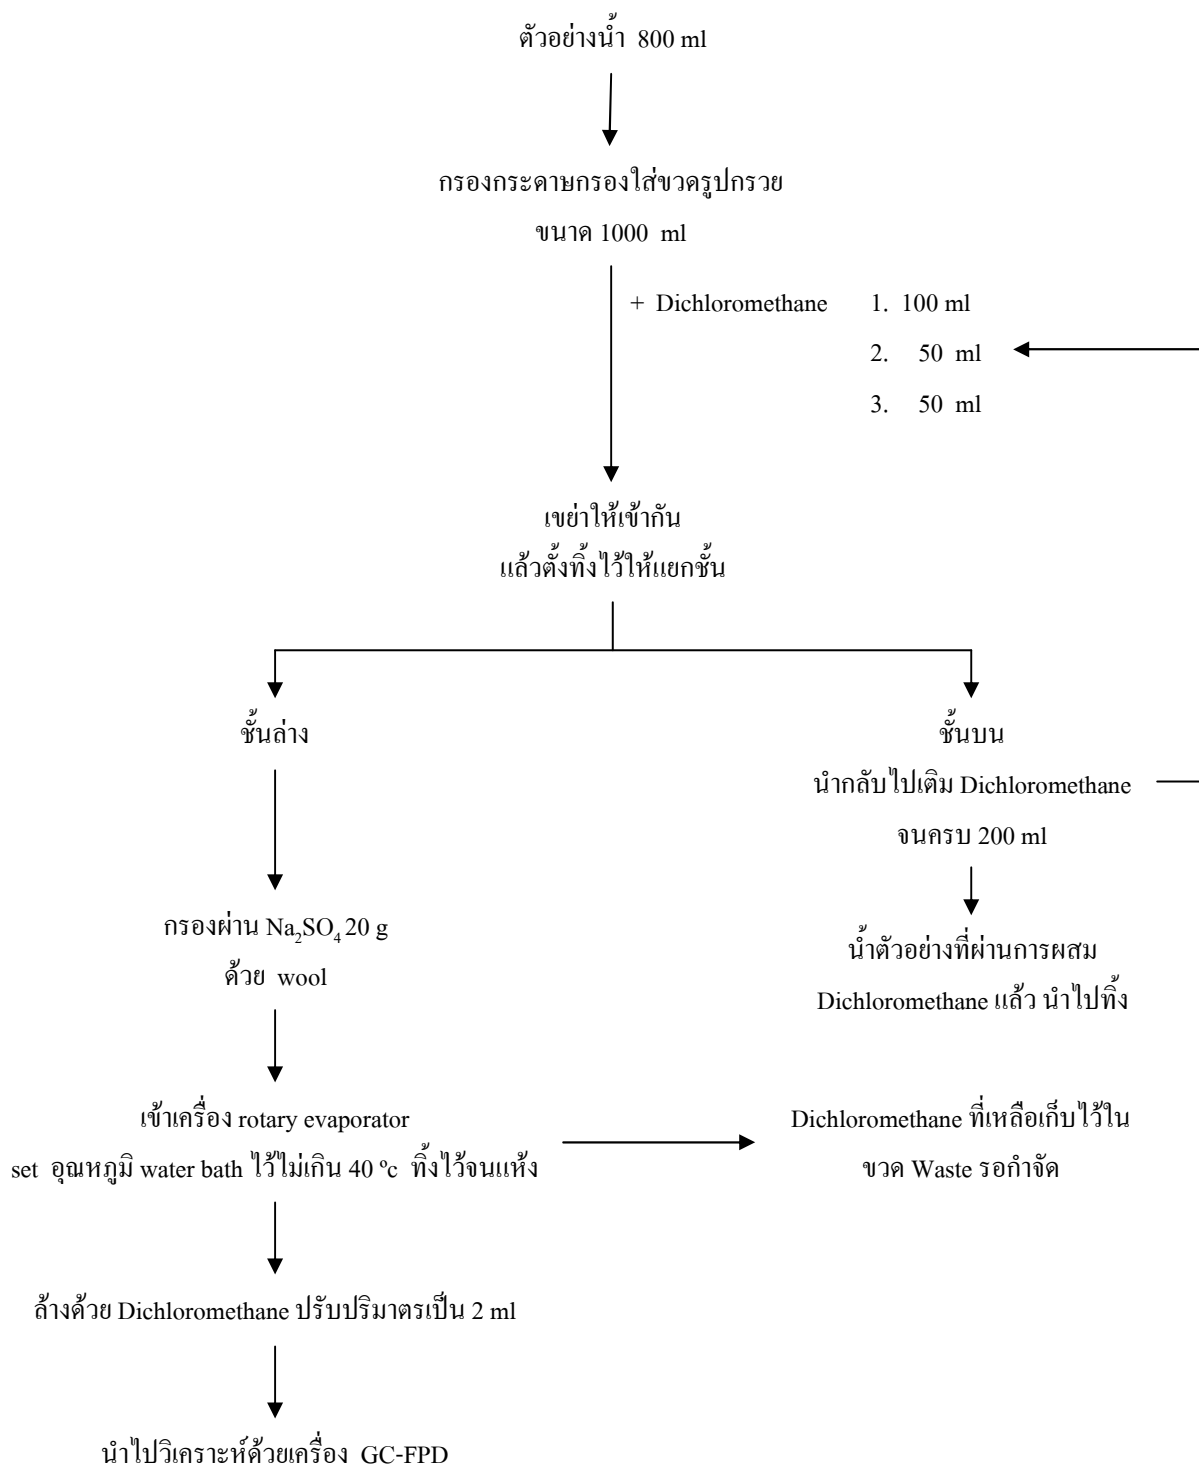 ตัวอย่างน้ำ 800 ml
กรองกระดาษกรองใส่ขวดรูปกรวย
ขนาด 1000 ml
+ Dichloromethane 1. 100 ml
2. 50 ml
3. 50 ml
เขย่าให้เข้ากัน
แล้วตั้งทิ้งไว้ให้แยกชั้น
ชั้นล่าง
กรองผ่าน Na₂SO₄ 20 g
ด้วย wool
เข้าเครื่อง rotary evaporator
set อุณหภูมิ water bath ไว้ไม่เกิน 40 ºc ทิ้งไว้จนแห้ง
ล้างด้วย Dichloromethane ปรับปริมาตรเป็น 2 ml
นำไปวิเคราะห์ด้วยเครื่อง GC-FPD
ชั้นบน
นำกลับไปเติม Dichloromethane
จนครบ 200 ml
น้ำตัวอย่างที่ผ่านการผสม
Dichloromethane แล้ว นำไปทิ้ง
Dichloromethane ที่เหลือเก็บไว้ใน
ขวด Waste รอกำจัด